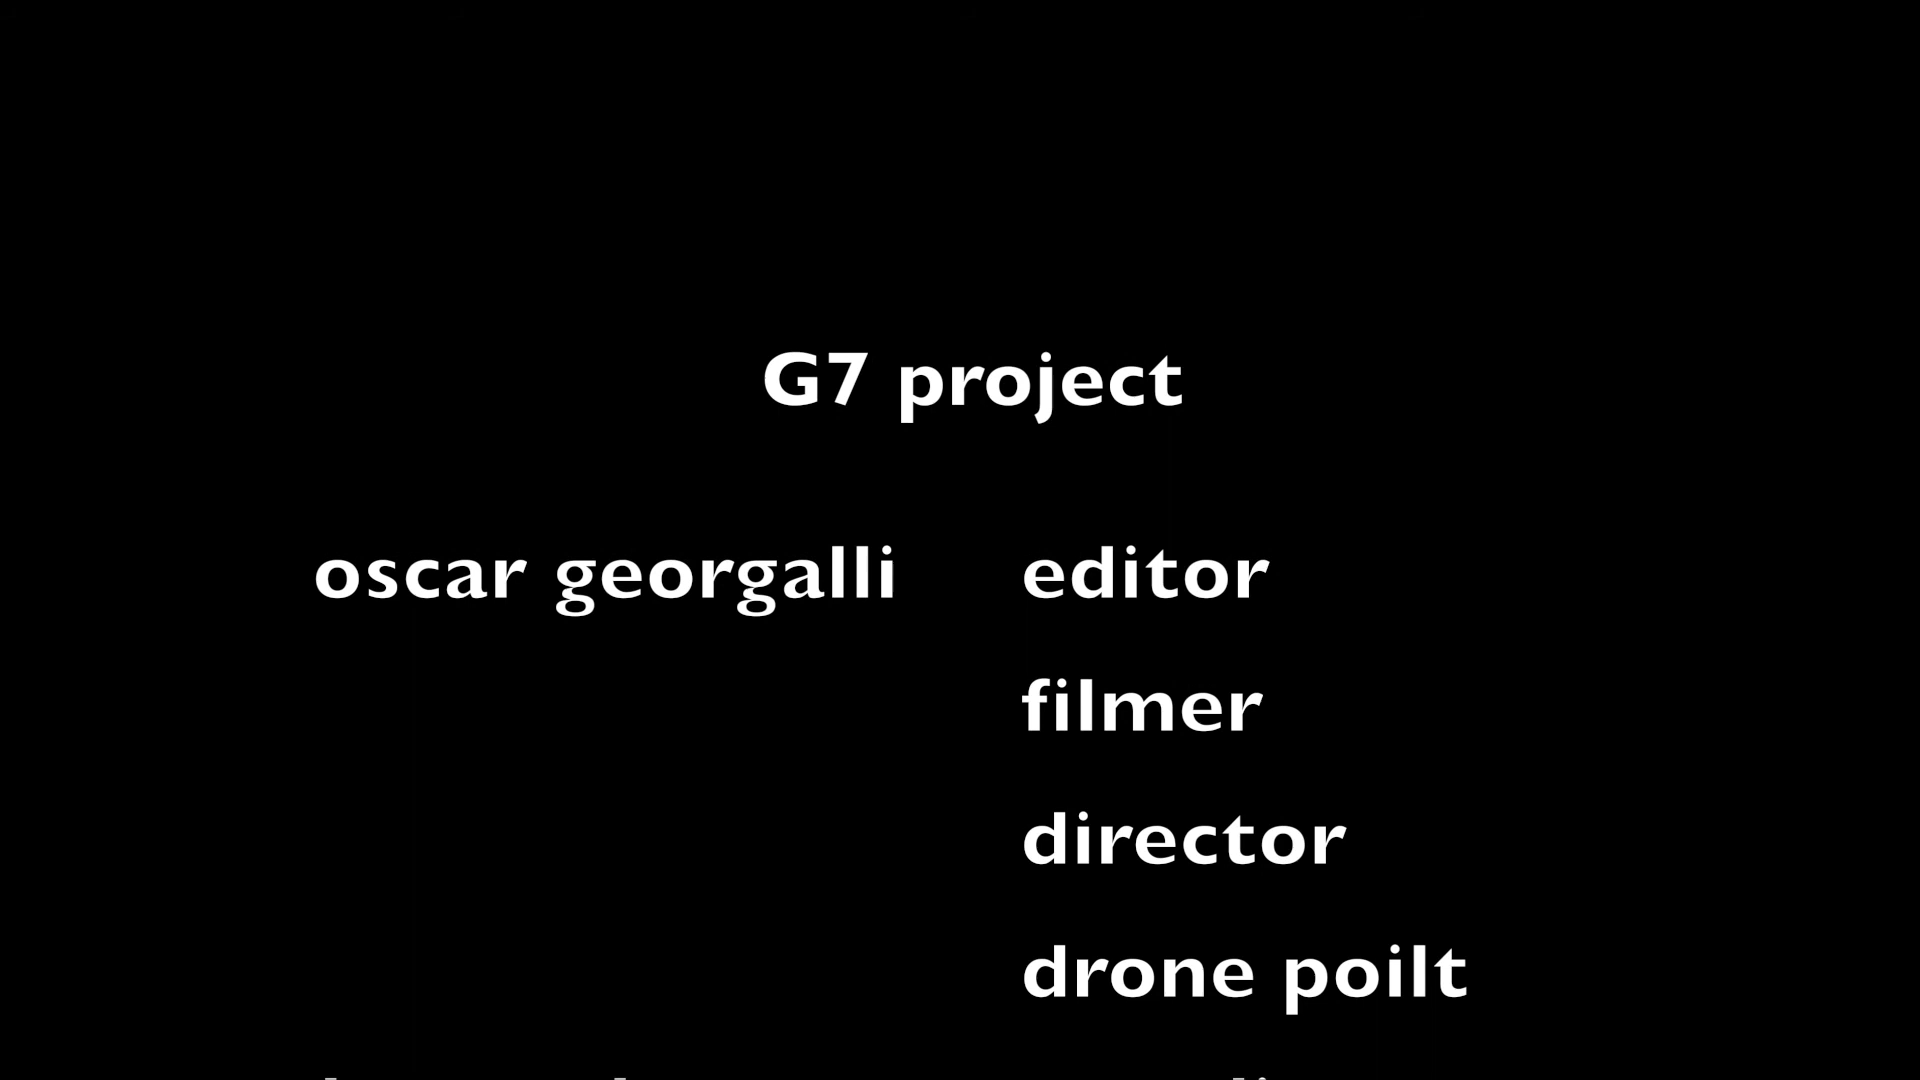 G7 project
oscar georgalli editor
filmer
director
drone poilt